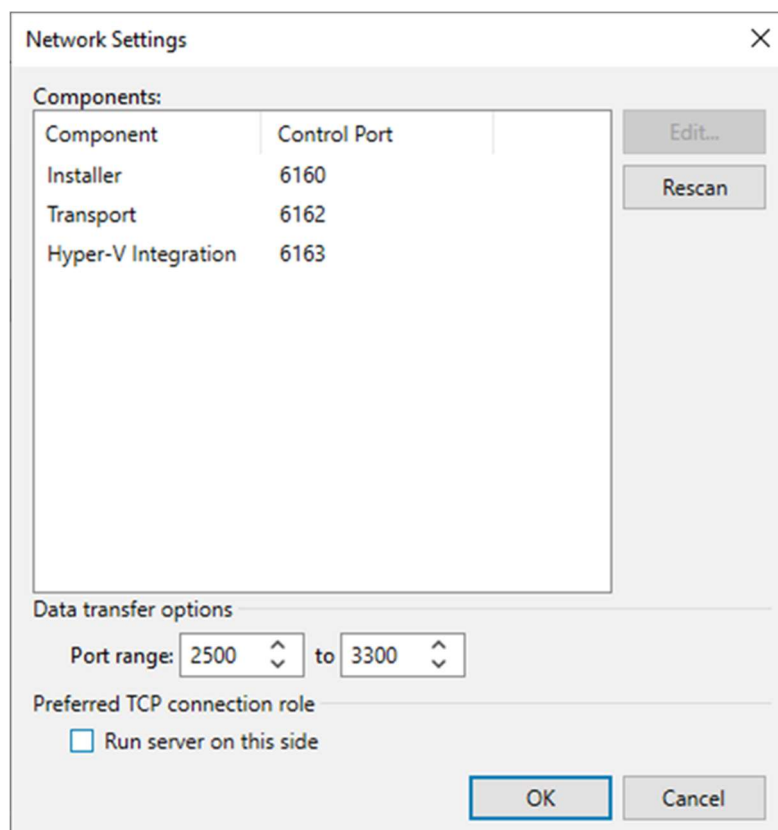 Network Settings
Components:
Component Control Port
Edit...
Installer 6160
Rescan
Transport 6162
Hyper-V Integration 6163
Data transfer options
Port range: 2500 to 3300
Preferred TCP connection role
Run server on this side
OK Cancel